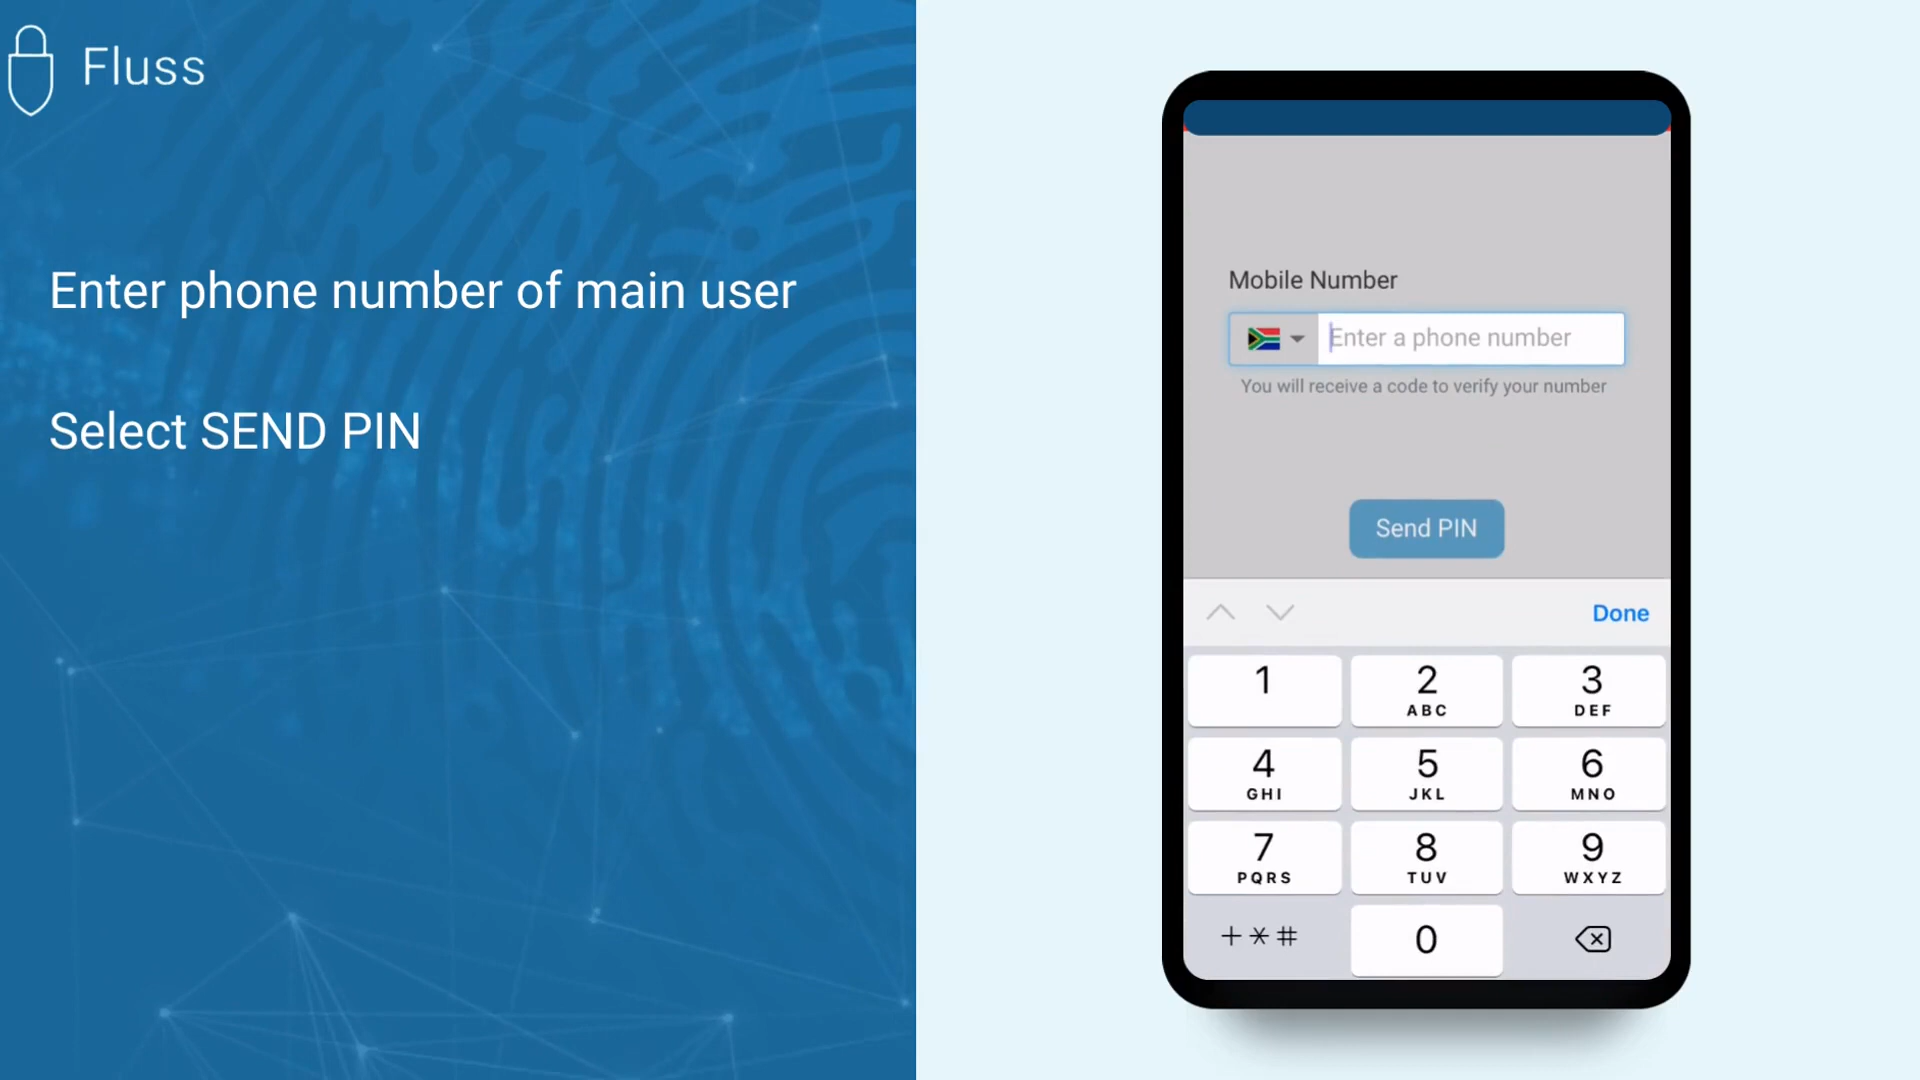 Fluss
Enter phone number of main user
Select SEND PIN
Mobile Number
Enter a phone number
You will receive a code to verify your number
Send PIN
Done
1 2 3
ABC DEF
4 5 6
GHI JKL MNO
7 8 9
PQRS TUV WXYZ
+*# 0